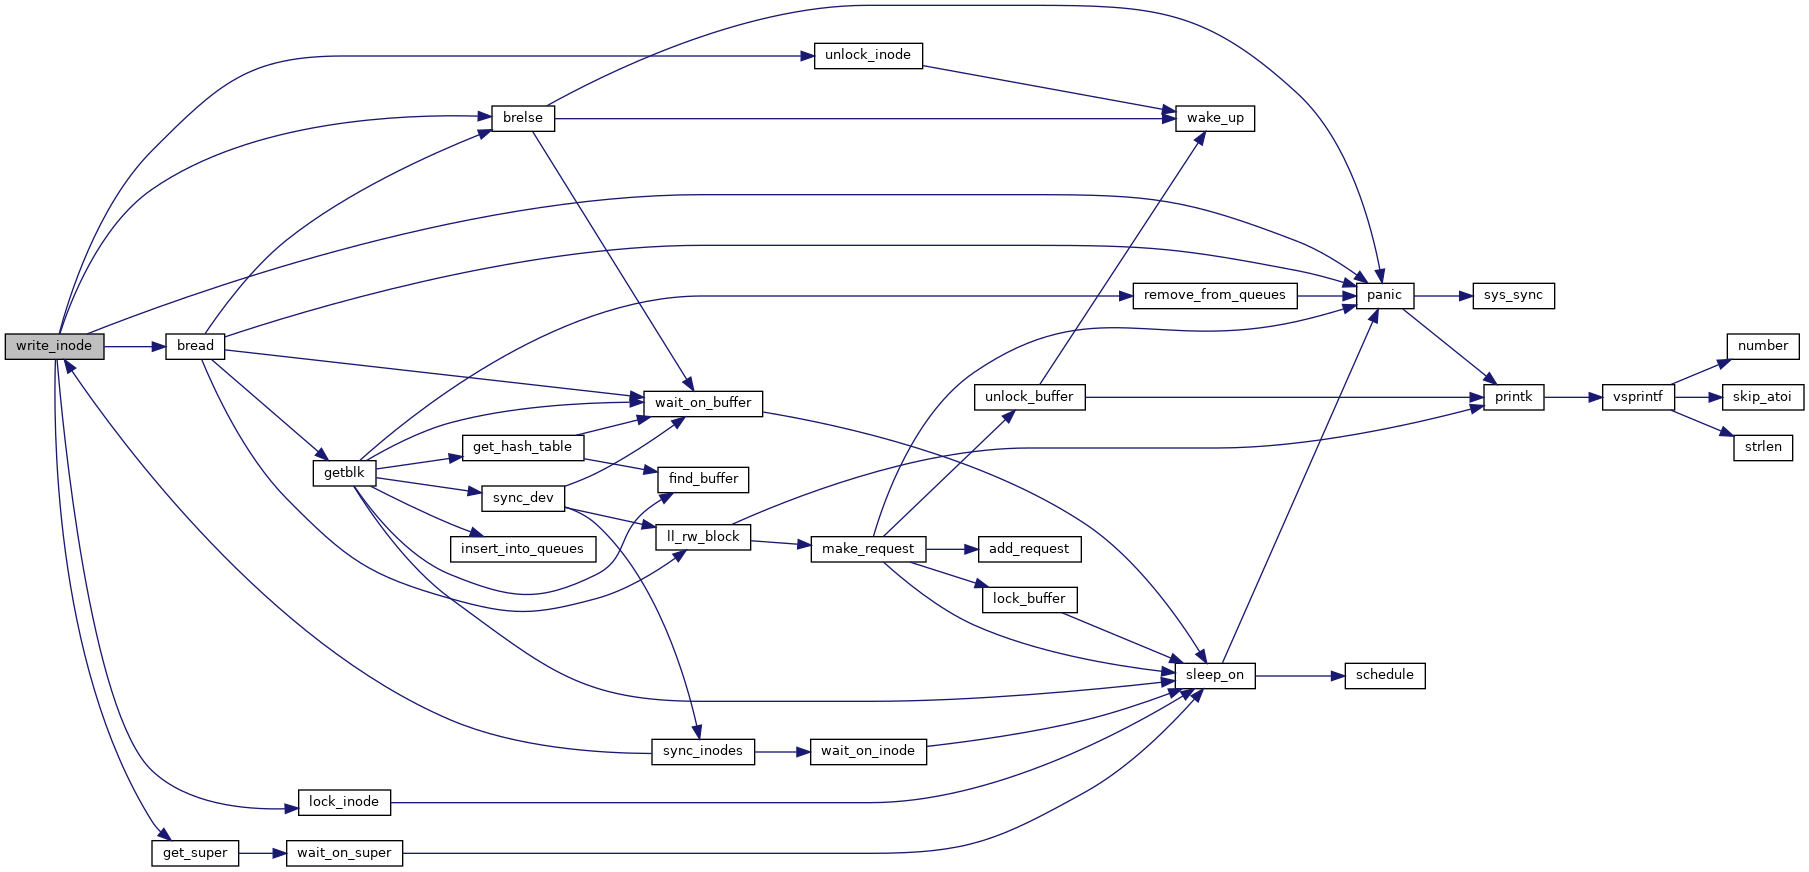 unlock_inode
brelse
wake_up
remove_from_queues
panic
sys_sync
write_inode
bread
number
wait_on_buffer
unlock_buffer
printk
vsprintf
skip_atoi
get_hash_table
strlen
getblk
find_buffer
sync_dev
ll_rw_block
insert_into_queues
make_request
add_request
lock_buffer
sleep_on
schedule
sync_inodes
wait_on_inode
lock_inode
get_super
wait_on_super